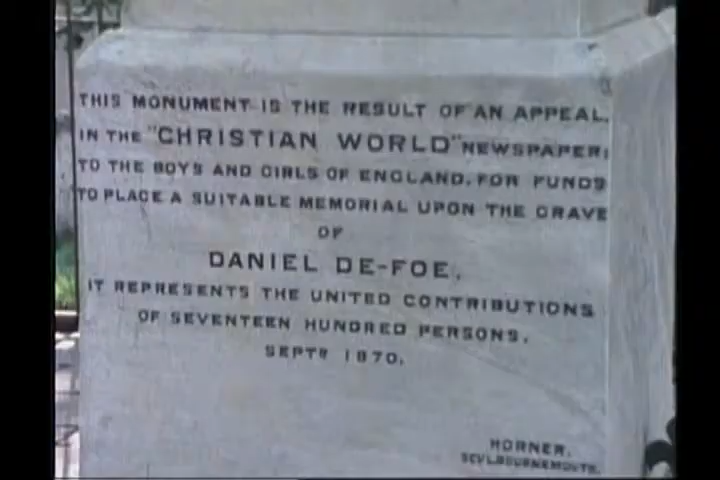 THIS MONUMENT IS THE RESULT OF AN APPEAL,
IN THE "CHRISTIAN WORLD" NEWSPAPER;
TO THE BOYS AND GIRLS OF ENGLAND, FOR FUNDS
TO PLACE A SUITABLE MEMORIAL UPON THE GRAVE
OF
DANIEL DE-FOE,
IT REPRESENTS THE UNITED CONTRIBUTIONS
OF SEVENTEEN HUNDRED PERSONS.
SEPTR 1870.
HORNER,
SCULBOURNEMOUTH.